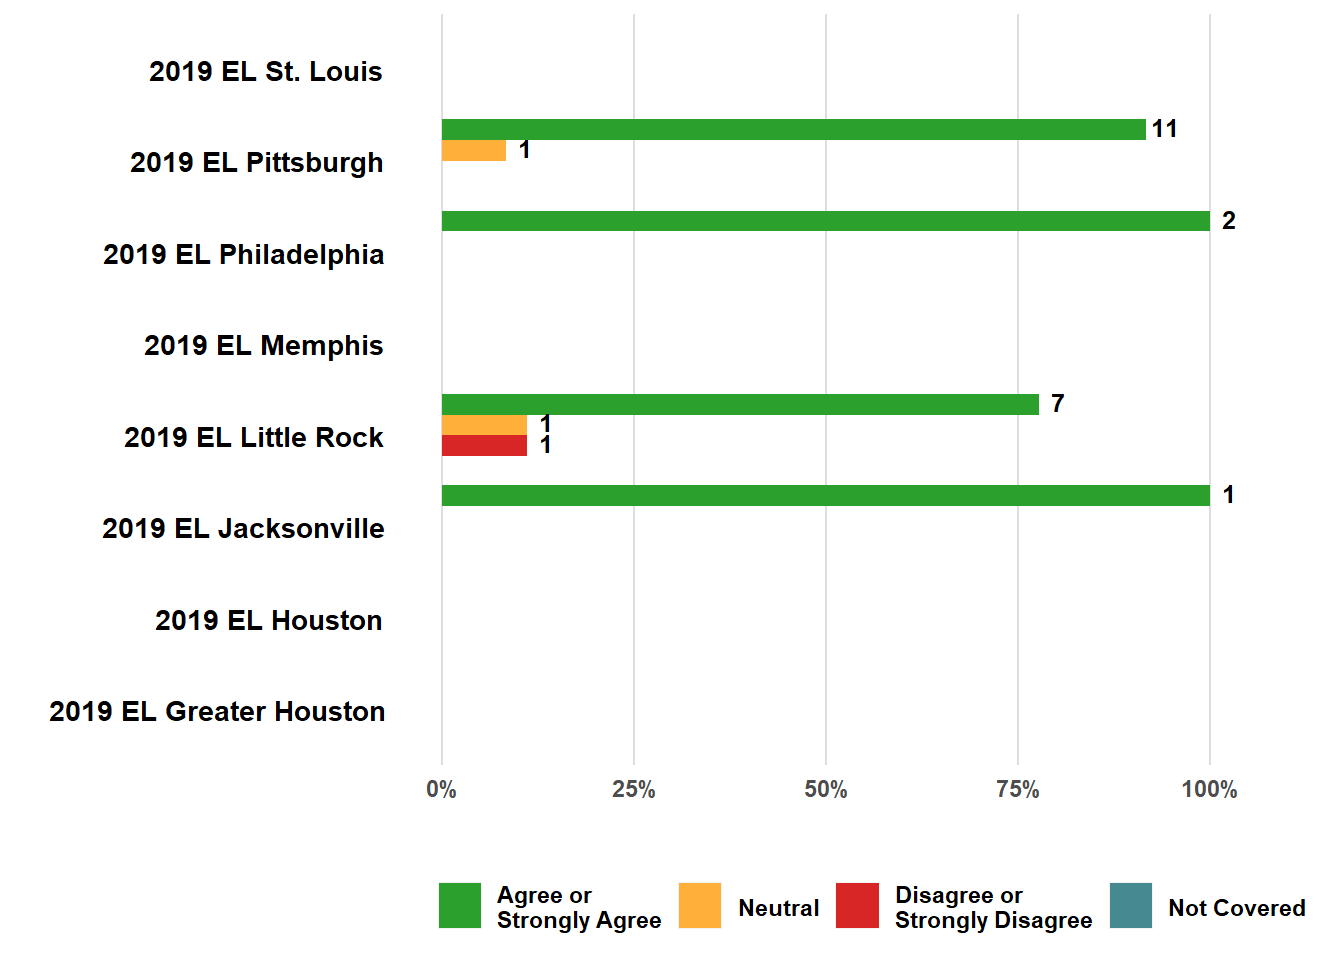 2019 EL St. Louis
11
1
2019 EL Pittsburgh
2
2019 EL Philadelphia
2019 EL Memphis
7
1
2019 EL Little Rock
1
1
2019 EL Jacksonville
2019 EL Houston
2019 EL Greater Houston
0% 25% 50% 75% 100%
Agree or
Strongly Agree
Neutral
Disagree or
Strongly Disagree
Not Covered